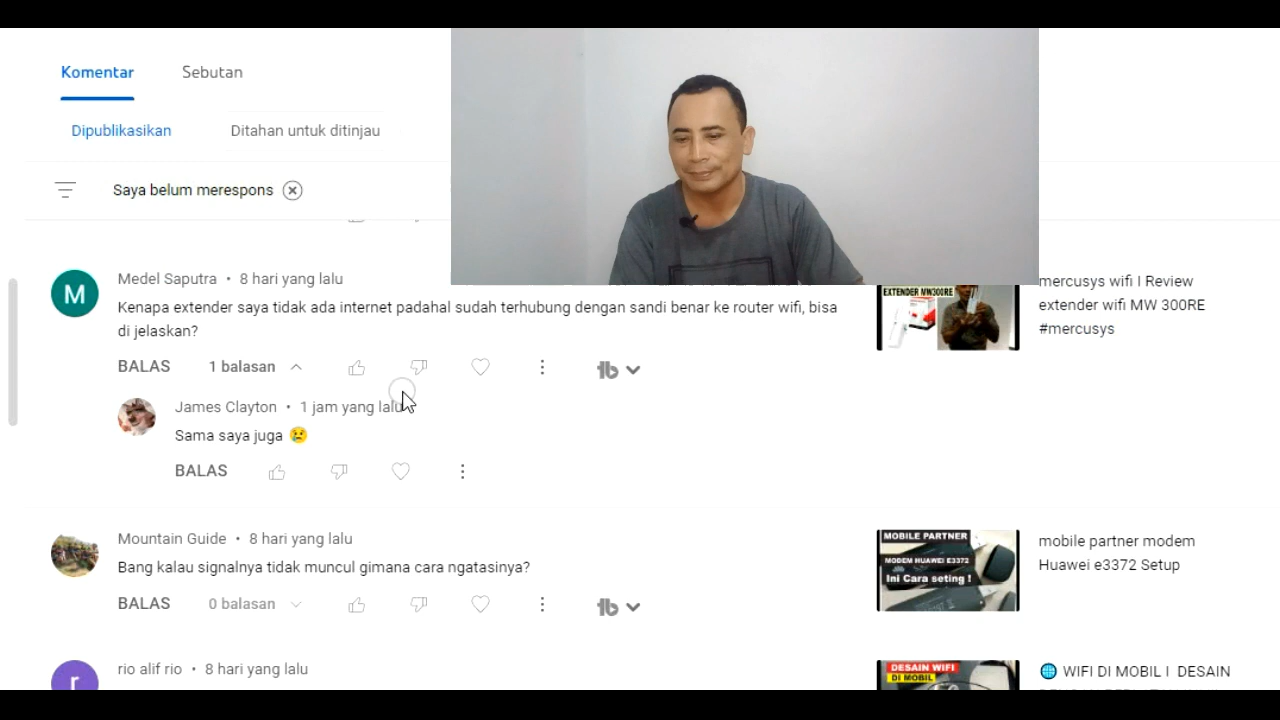 Komentar
Sebutan
Dipublikasikan
Ditahan untuk ditinjau
Saya belum merespons
M
Medel Saputra • 8 hari yang lalu
Kenapa extender saya tidak ada internet padahal sudah terhubung dengan sandi benar ke router wifi, bisa
di jelaskan?
BALAS
1 balasan
EXTENDER MW300RE
mercusys wifi I Review
extender wifi MW 300RE
#mercusys
James Clayton • 1 jam yang lalu
Sama saya juga 😢
BALAS
Mountain Guide • 8 hari yang lalu
Bang kalau signalnya tidak muncul gimana cara ngatasinya?
BALAS
0 balasan
MOBILE PARTNER
MODEM HUAWEI E3372
Ini Cara seting !
mobile partner modem
Huawei e3372 Setup
r
rio alif rio • 8 hari yang lalu
DESAIN WIFI
DI MOBIL
🌐 WIFI DI MOBIL I DESAIN